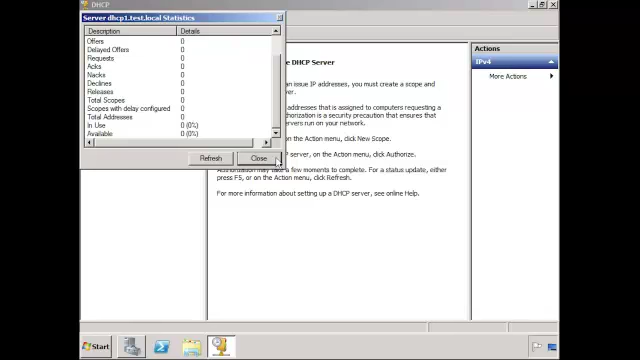 DHCP
Server dhcp1.test.local Statistics
Description Details
Offers 0
Delayed Offers 0
Requests 0
Acks 0
Nacks 0
Declines 0
Releases 0
Total Scopes 0
Scopes with delay configured 0
Total Addresses 0
In Use 0 (0%)
Available 0 (0%)
Refresh Close
e DHCP Server
an issue IP addresses, you must create a scope and
rver.
addresses that is assigned to computers requesting a
thorization is a security precaution that ensures that
ervers run on your network.
on the Action menu, click New Scope.
P server, on the Action menu, click Authorize.
Authorization may take a few moments to complete. For a status update, either
press F5, or on the Action menu, click Refresh.
For more information about setting up a DHCP server, see online Help.
Actions
IPv4
More Actions
Start